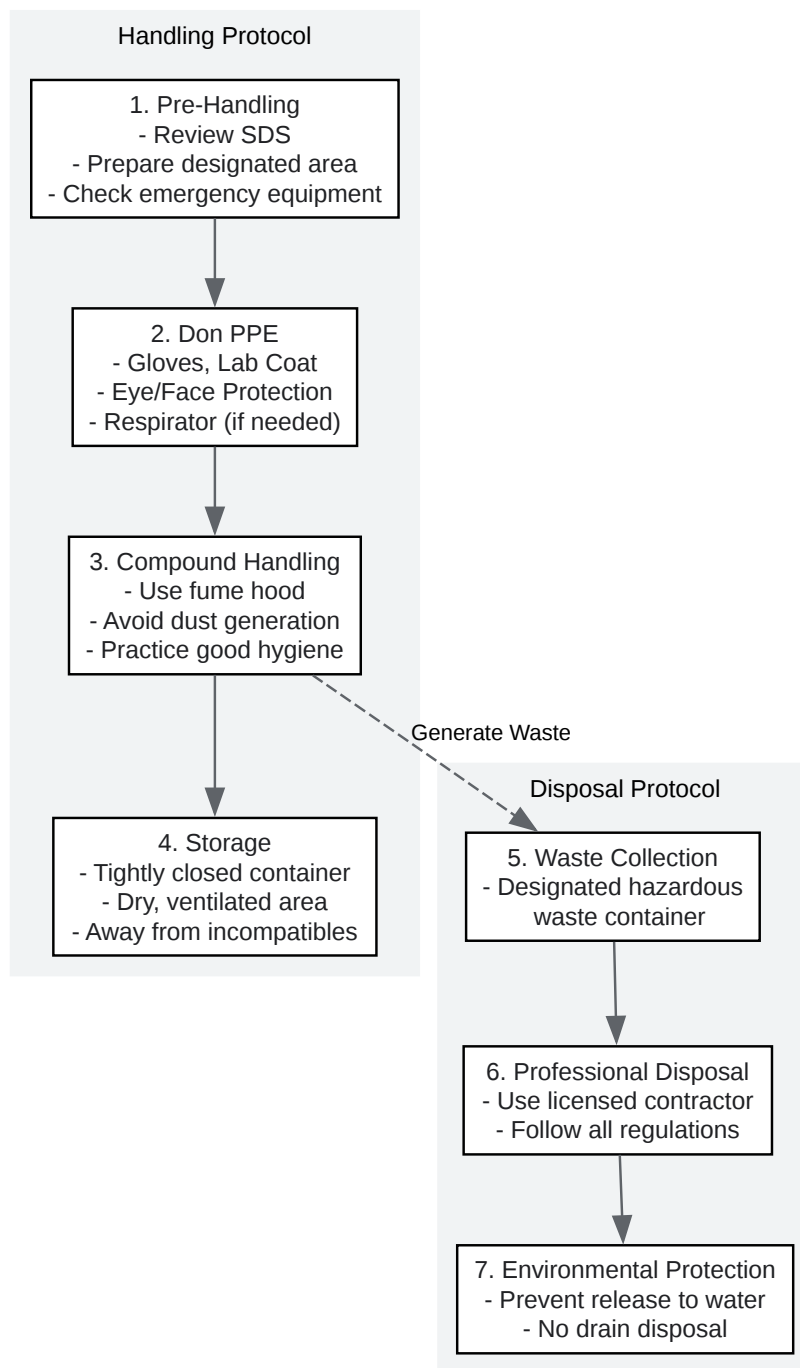 Handling Protocol
1. Pre-Handling
- Review SDS
- Prepare designated area
- Check emergency equipment
2. Don PPE
- Gloves, Lab Coat
- Eye/Face Protection
- Respirator (if needed)
3. Compound Handling
- Use fume hood
- Avoid dust generation
- Practice good hygiene
Generate Waste
4. Storage
- Tightly closed container
- Dry, ventilated area
- Away from incompatibles
Disposal Protocol
5. Waste Collection
- Designated hazardous
waste container
6. Professional Disposal
- Use licensed contractor
- Follow all regulations
7. Environmental Protection
- Prevent release to water
- No drain disposal